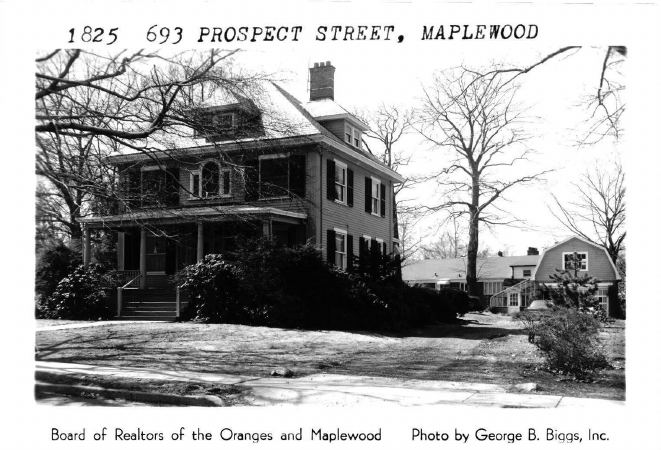 1825 693 PROSPECT STREET, MAPLEWOOD
Board of Realtors of the Oranges and Maplewood Photo by George B. Biggs, Inc.